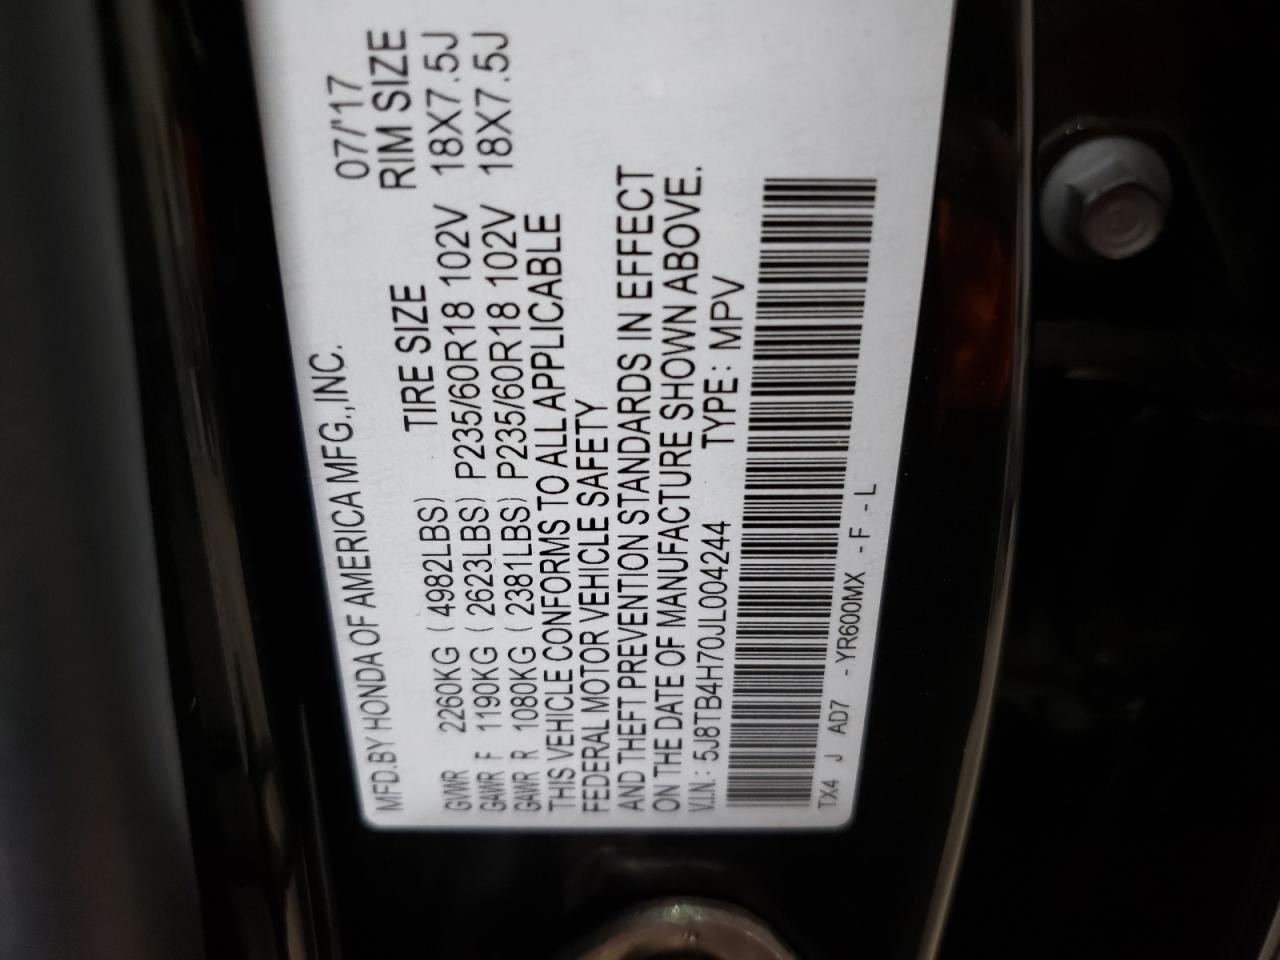 MFD.BY HONDA OF AMERICA MFG.,INC. 07/'17
TIRE SIZE RIM SIZE
GVWR 2260KG ( 4982LBS)
GAWR F 1190KG ( 2623LBS) P235/60R18 102V 18X7.5J
GAWR R 1080KG ( 2381LBS) P235/60R18 102V 18X7.5J
THIS VEHICLE CONFORMS TO ALL APPLICABLE
FEDERAL MOTOR VEHICLE SAFETY
AND THEFT PREVENTION STANDARDS IN EFFECT
ON THE DATE OF MANUFACTURE SHOWN ABOVE.
V.I.N.: 5J8TB4H70JL004244 TYPE: MPV
TX4 J AD7 - YR600MX - F - L